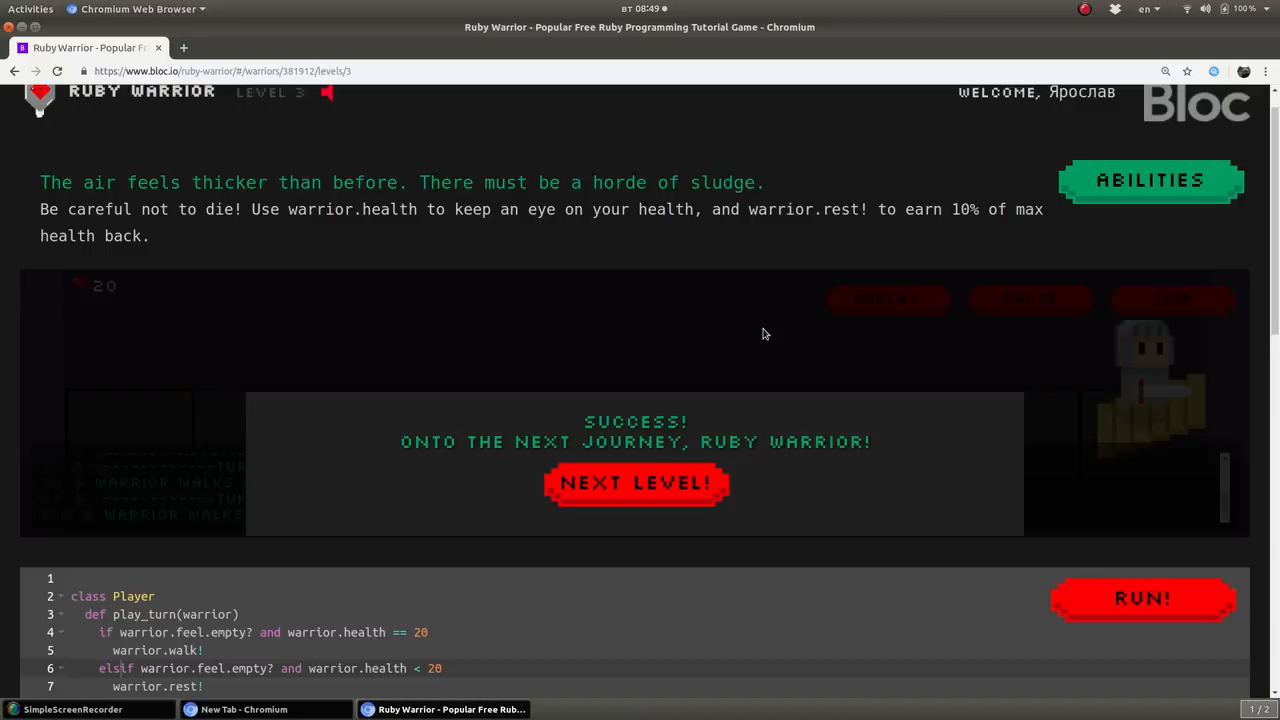 Activities
Chromium Web Browser
БТ 08:49
en
100 %
Ruby Warrior - Popular Free Ruby Programming Tutorial Game - Chromium
Ruby Warrior - Popular Fr
https://www.bloc.io/ruby-warrior/#/warriors/381912/levels/3
RUBY WARRIOR LEVEL 3
WELCOME, Ярослав
Bloc
The air feels thicker than before. There must be a horde of sludge.
ABILITIES
Be careful not to die! Use warrior.health to keep an eye on your health, and warrior.rest! to earn 10% of max
health back.
20
SUCCESS!
ONTO THE NEXT JOURNEY, RUBY WARRIOR!
WARRIOR WALKS
NEXT LEVEL!
WARRIOR WALKS
RUN!
1
2 class Player
3 def play_turn(warrior)
4 if warrior.feel.empty? and warrior.health == 20
5 warrior.walk!
6 elsif warrior.feel.empty? and warrior.health < 20
7 warrior.rest!
SimpleScreenRecorder
New Tab - Chromium
Ruby Warrior - Popular Free Rub...
1 / 2